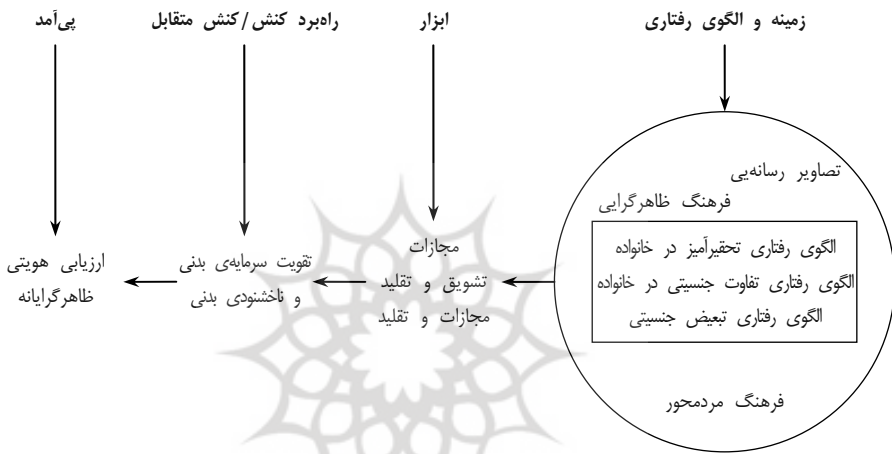 زمینه و الگوی رفتاری
ابزار
راه‌برد کنش/کنش متقابل
پی‌آمد
تصاویر رسانه‌یی
فرهنگ ظاهرگرایی
الگوی رفتاری تحقیرآمیز در خانواده
الگوی رفتاری تفاوت جنسیتی در خانواده
الگوی رفتاری تبعیض جنسیتی
فرهنگ مردمحور
مجازات
تشویق و تقلید
مجازات و تقلید
تقویت سرمایه‌ی بدنی
و ناخشنودی بدنی
ارزیابی هویتی
ظاهرگرایانه